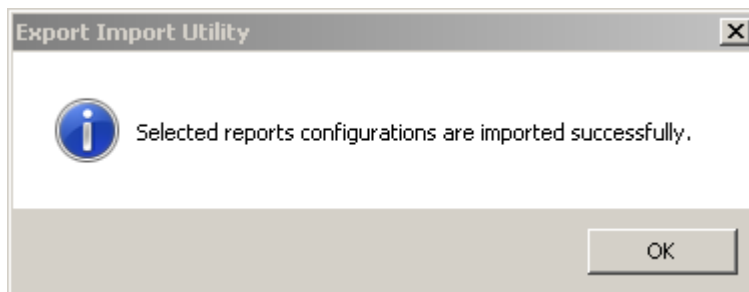 Export Import Utility
Selected reports configurations are imported successfully.
OK